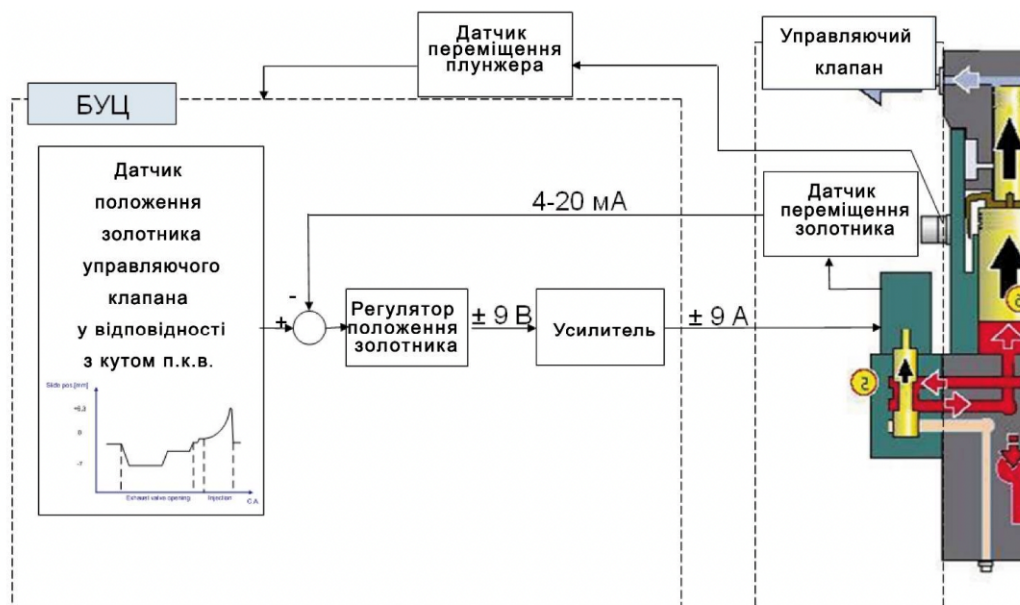 Датчик
переміщення
плунжера
Управляючий
клапан
БУЦ
Датчик
положення
золотника
управляючого
клапана
у відповідності
з кутом п.к.в.
4-20 мА
Датчик
переміщення
золотника
-
+
Регулятор
положення
золотника
± 9 В
Усилитель
± 9 А
Slide pos.[mm]
0
-7
Exhaust valve opening
Injection
C.A.